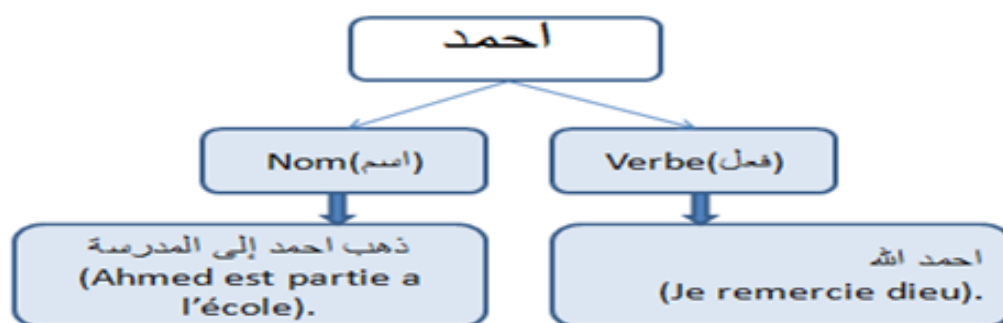 احمد
Nom(اسم)
Verbe(فعل)
ذهب احمد إلى المدرسة
(Ahmed est partie a
l’école).
احمد الله
(Je remercie dieu).